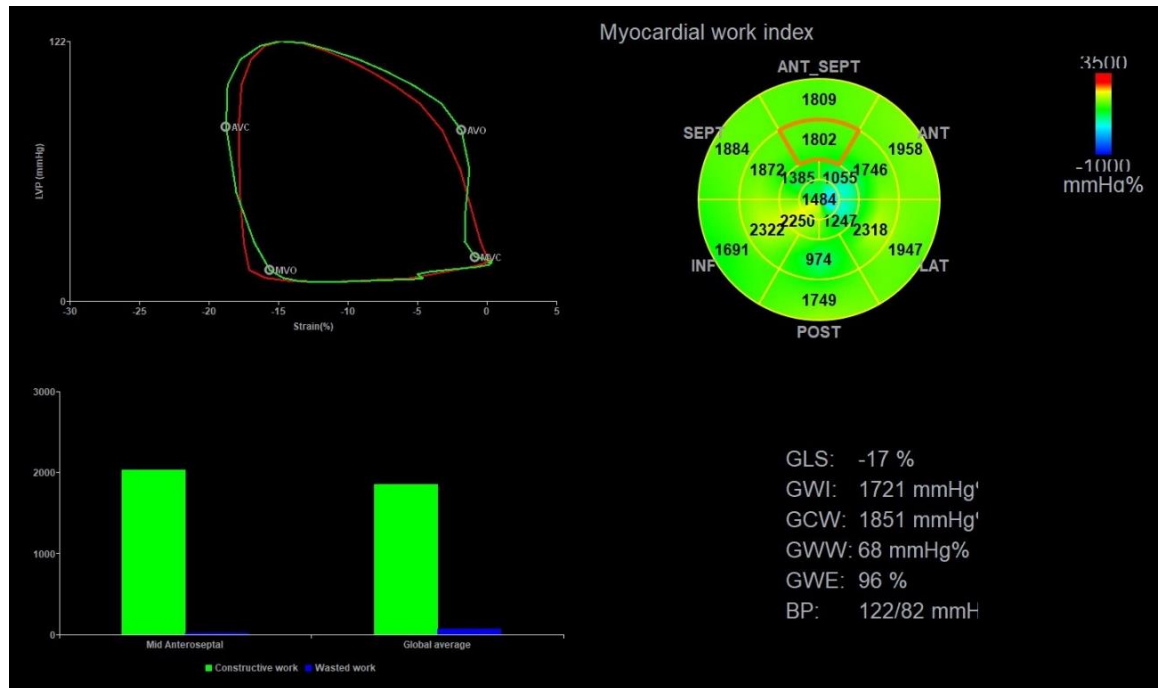 122
LVP (mmHg)
AVC
AVO
MVO
MVC
0
-30 -25 -20 -15 -10 -5 0 5
Strain(%)
Myocardial work index
ANT_SEPT
SEPT
ANT
INF
LAT
POST
1809
1802
1884
1958
1872
1746
1385
1055
1484
2322
2250
1247
2318
1691
974
1947
1749
3500
-1000
mmHg%
3000
2000
1000
0
Mid Anteroseptal Global average
Constructive work Wasted work
GLS: -17 %
GWI: 1721 mmHg
GCW: 1851 mmHg
GWW: 68 mmHg%
GWE: 96 %
BP: 122/82 mmH